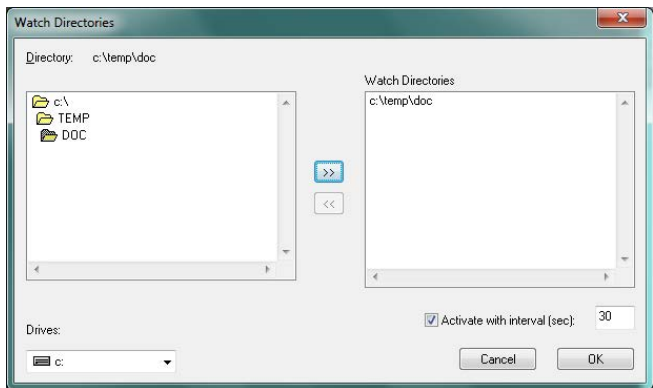 Watch Directories
Directory: c:\temp\doc
Watch Directories
c:\
TEMP
DOC
c:\temp\doc
>>
<<
Activate with interval (sec): 30
Drives:
c:
Cancel OK